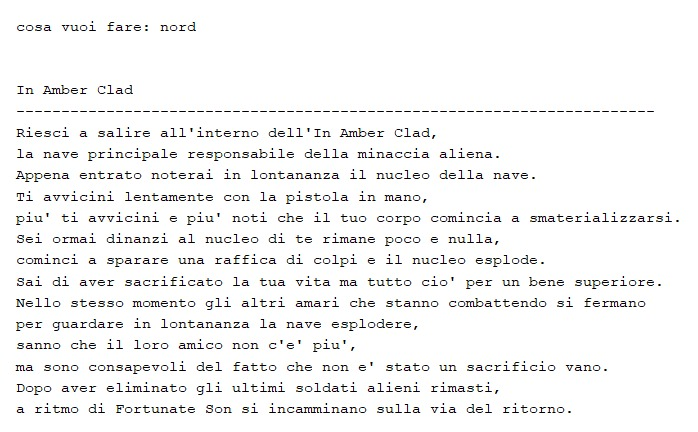 cosa vuoi fare: nord
In Amber Clad
-----------------------------------------------------------------------
Riesci a salire all'interno dell'In Amber Clad,
la nave principale responsabile della minaccia aliena.
Appena entrato noterai in lontananza il nucleo della nave.
Ti avvicini lentamente con la pistola in mano,
piu' ti avvicini e piu' noti che il tuo corpo comincia a smaterializzarsi.
Sei ormai dinanzi al nucleo di te rimane poco e nulla,
cominci a sparare una raffica di colpi e il nucleo esplode.
Sai di aver sacrificato la tua vita ma tutto cio' per un bene superiore.
Nello stesso momento gli altri amari che stanno combattendo si fermano
per guardare in lontananza la nave esplodere,
sanno che il loro amico non c'e' piu',
ma sono consapevoli del fatto che non e' stato un sacrificio vano.
Dopo aver eliminato gli ultimi soldati alieni rimasti,
a ritmo di Fortunate Son si incamminano sulla via del ritorno.